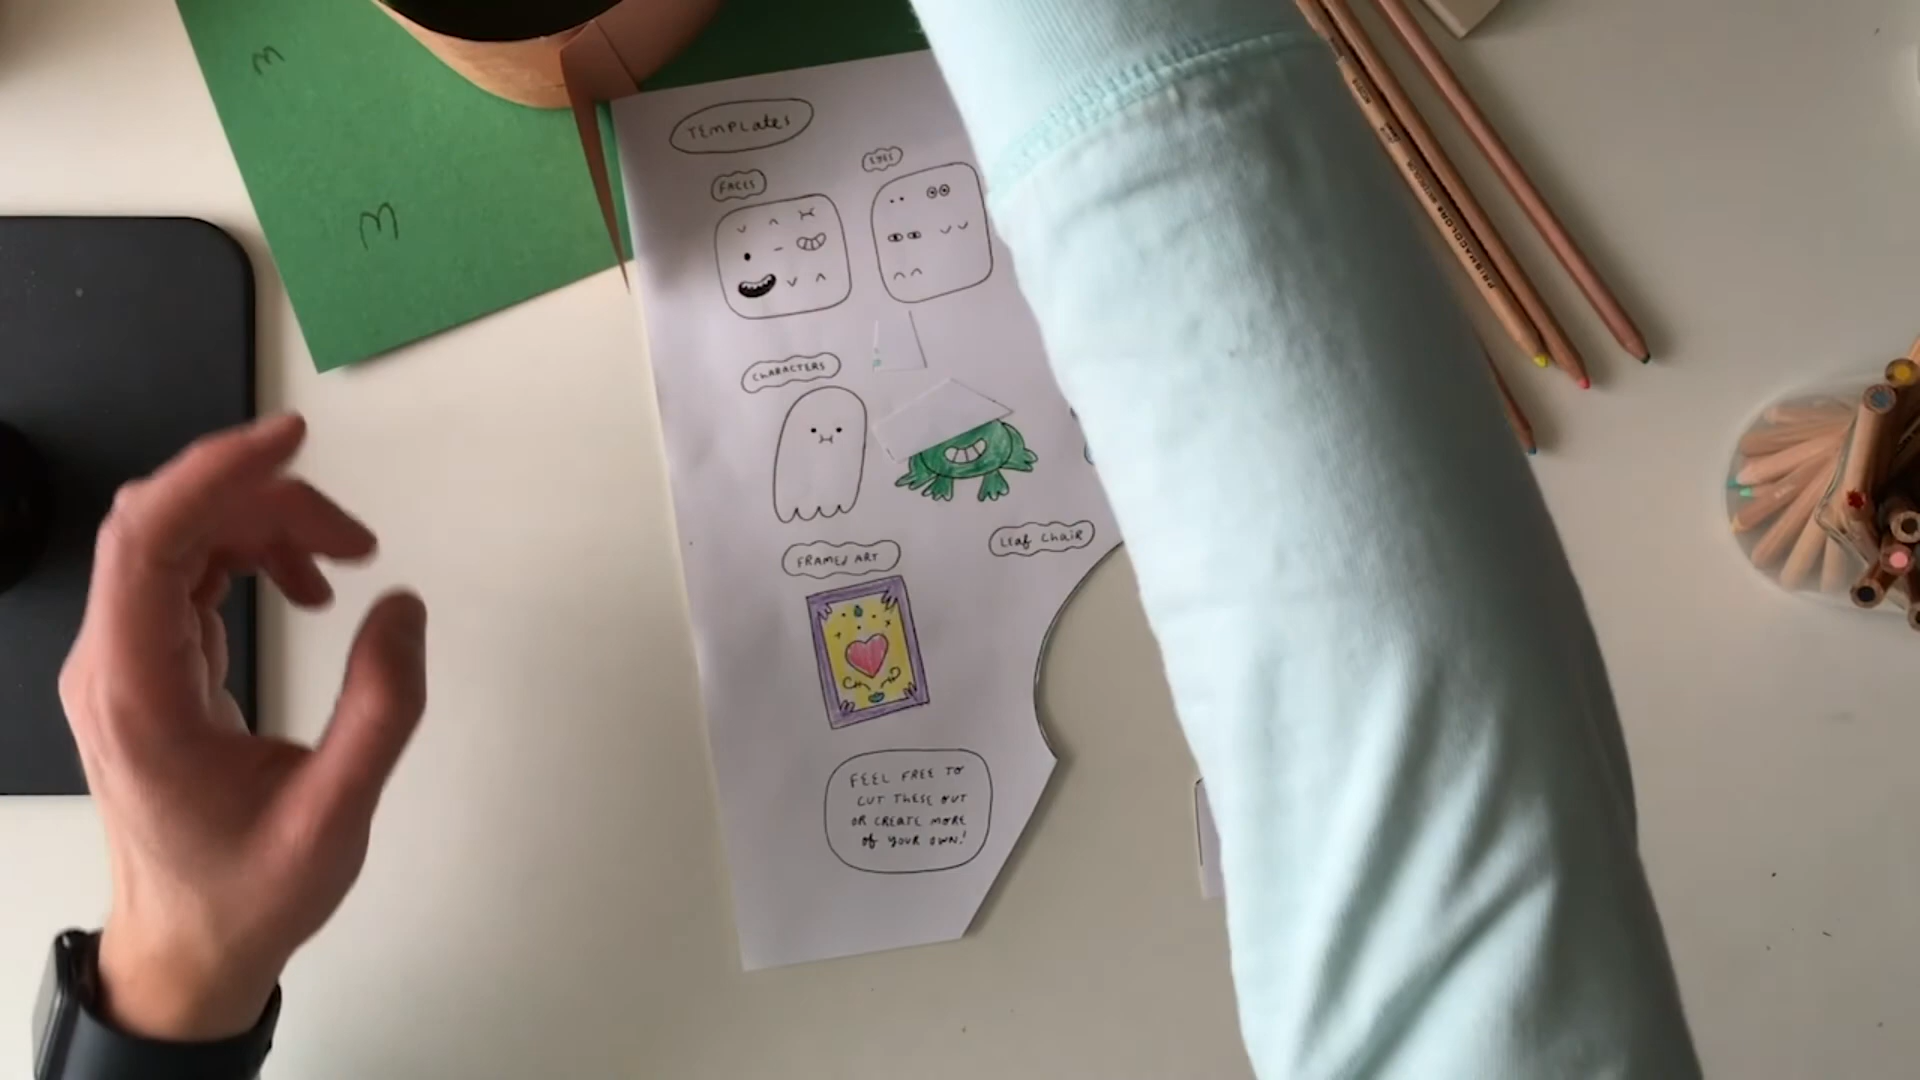 m
m
TEMPLates
FACES
EYES
CHARACTERS
FRAMED ART
Leaf Chair
FEEL FREE TO
CUT THESE OUT
OR CREATE MORE
of YOUR OWN!
PRISMACOLOR